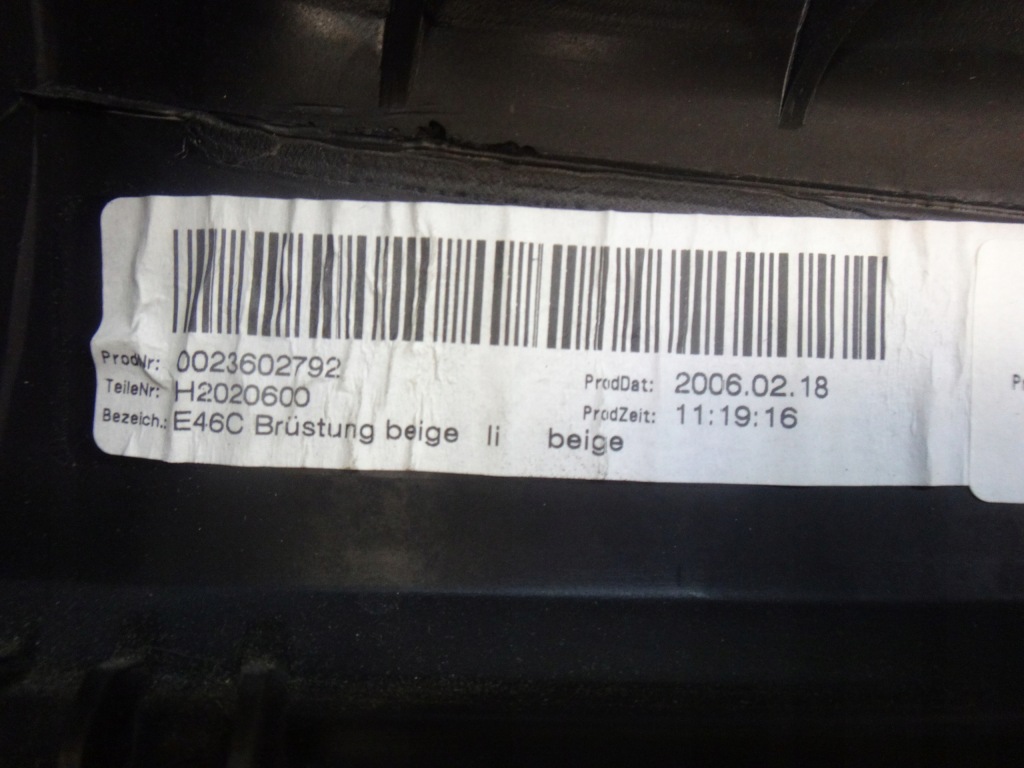 ProdNr: 0023602792
TeileNr: H2020600
Bezeich.: E46C Brüstung beige li beige
ProdDat: 2006.02.18
ProdZeit: 11:19:16